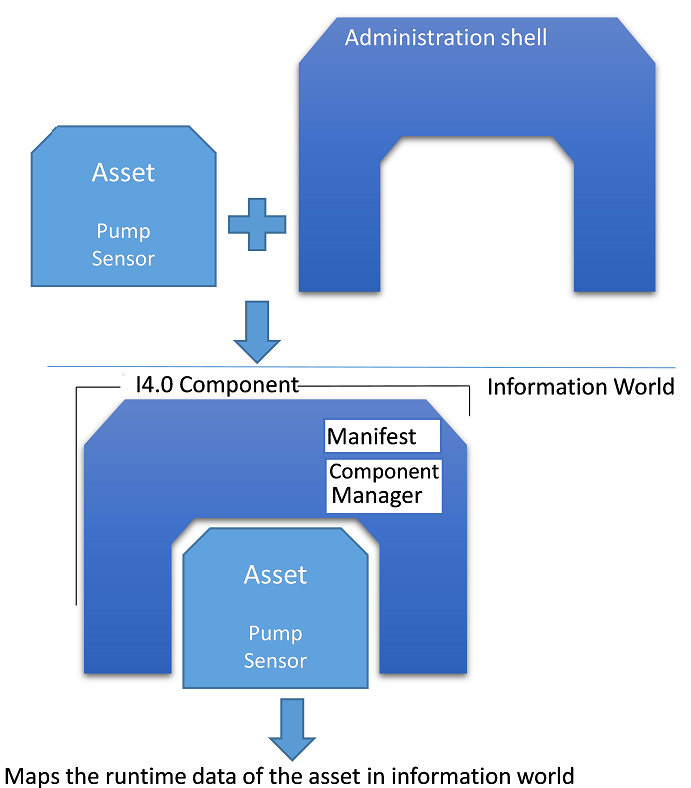 Administration shell
Asset
Pump
Sensor
I4.0 Component
Information World
Manifest
Component
Manager
Asset
Pump
Sensor
Maps the runtime data of the asset in information world